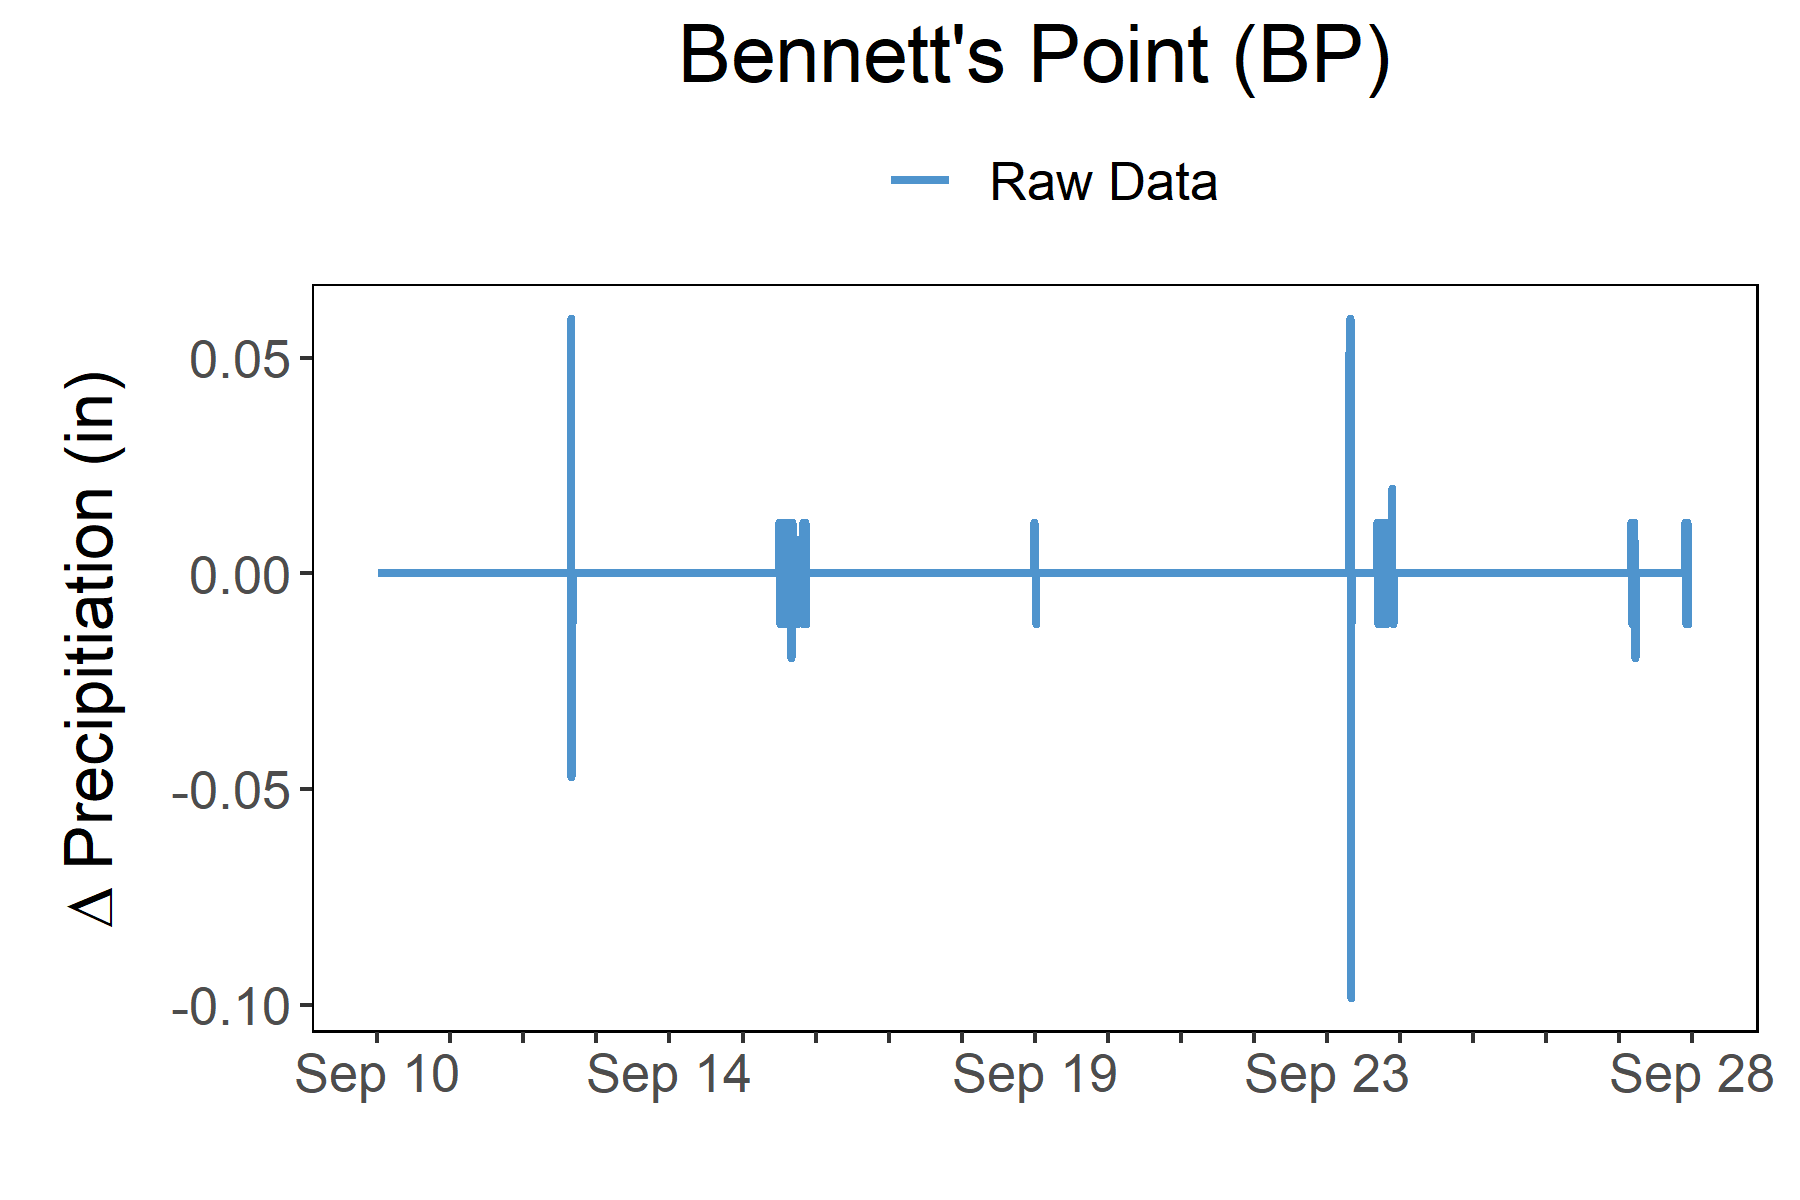 Bennett's Point (BP)
Raw Data
Δ Precipitiation (in)
0.05
0.00
-0.05
-0.10
Sep 10 Sep 14 Sep 19 Sep 23 Sep 28